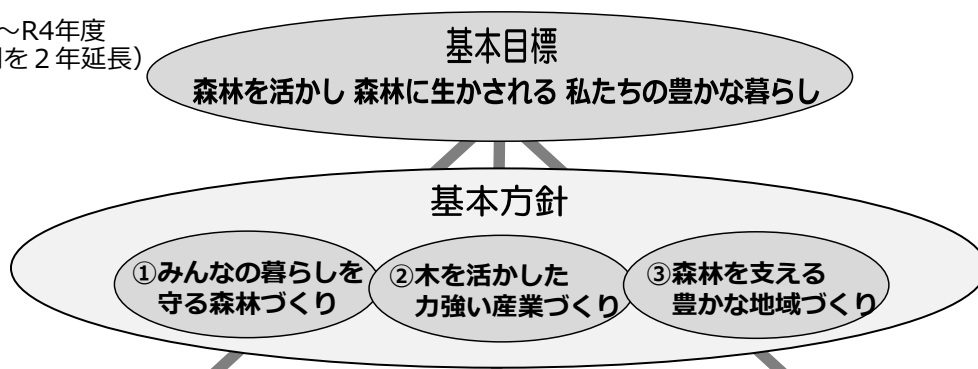 ～R4年度
を２年延長）
基本目標
森林を活かし 森林に生かされる 私たちの豊かな暮らし
基本方針
①みんなの暮らしを
守る森林づくり
②木を活かした
力強い産業づくり
③森林を支える
豊かな地域づくり